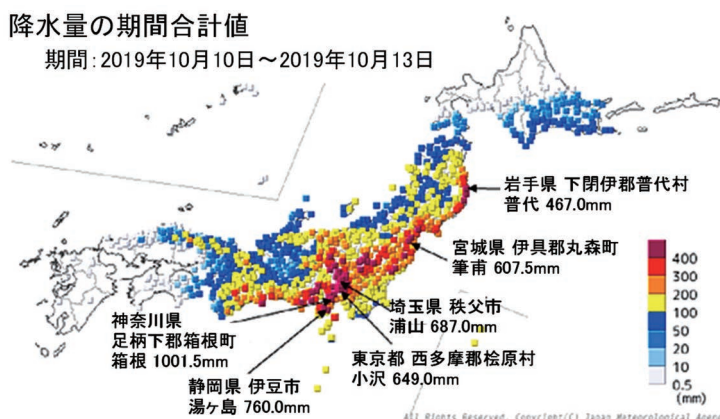 降水量の期間合計値
期間：2019年10月10日～2019年10月13日
岩手県 下閉伊郡普代村
普代 467.0mm
宮城県 伊具郡丸森町
筆甫 607.5mm
埼玉県 秩父市
浦山 687.0mm
神奈川県
足柄下郡箱根町
箱根 1001.5mm
東京都 西多摩郡桧原村
小沢 649.0mm
静岡県 伊豆市
湯ヶ島 760.0mm
400
300
200
100
50
20
10
0.5
(mm)
All Rights Reserved. Copyright(C) Japan Meteorological Agenc